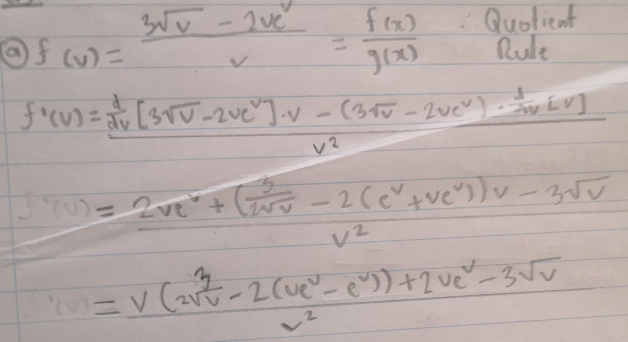 (a) f(v) = (3√v - 2ve^v) / v = f(x) / g(x) ∴ Quotient Rule
f'(v) = (d/dv [3√v - 2ve^v] · v - (3√v - 2ve^v) · d/dv [v]) / v²
f'(v) = (2ve^v + (3/(2√v) - 2(e^v + ve^v))v - 3√v) / v²
f'(v) = (v(3/(2√v) - 2(ve^v - e^v)) + 2ve^v - 3√v) / v²